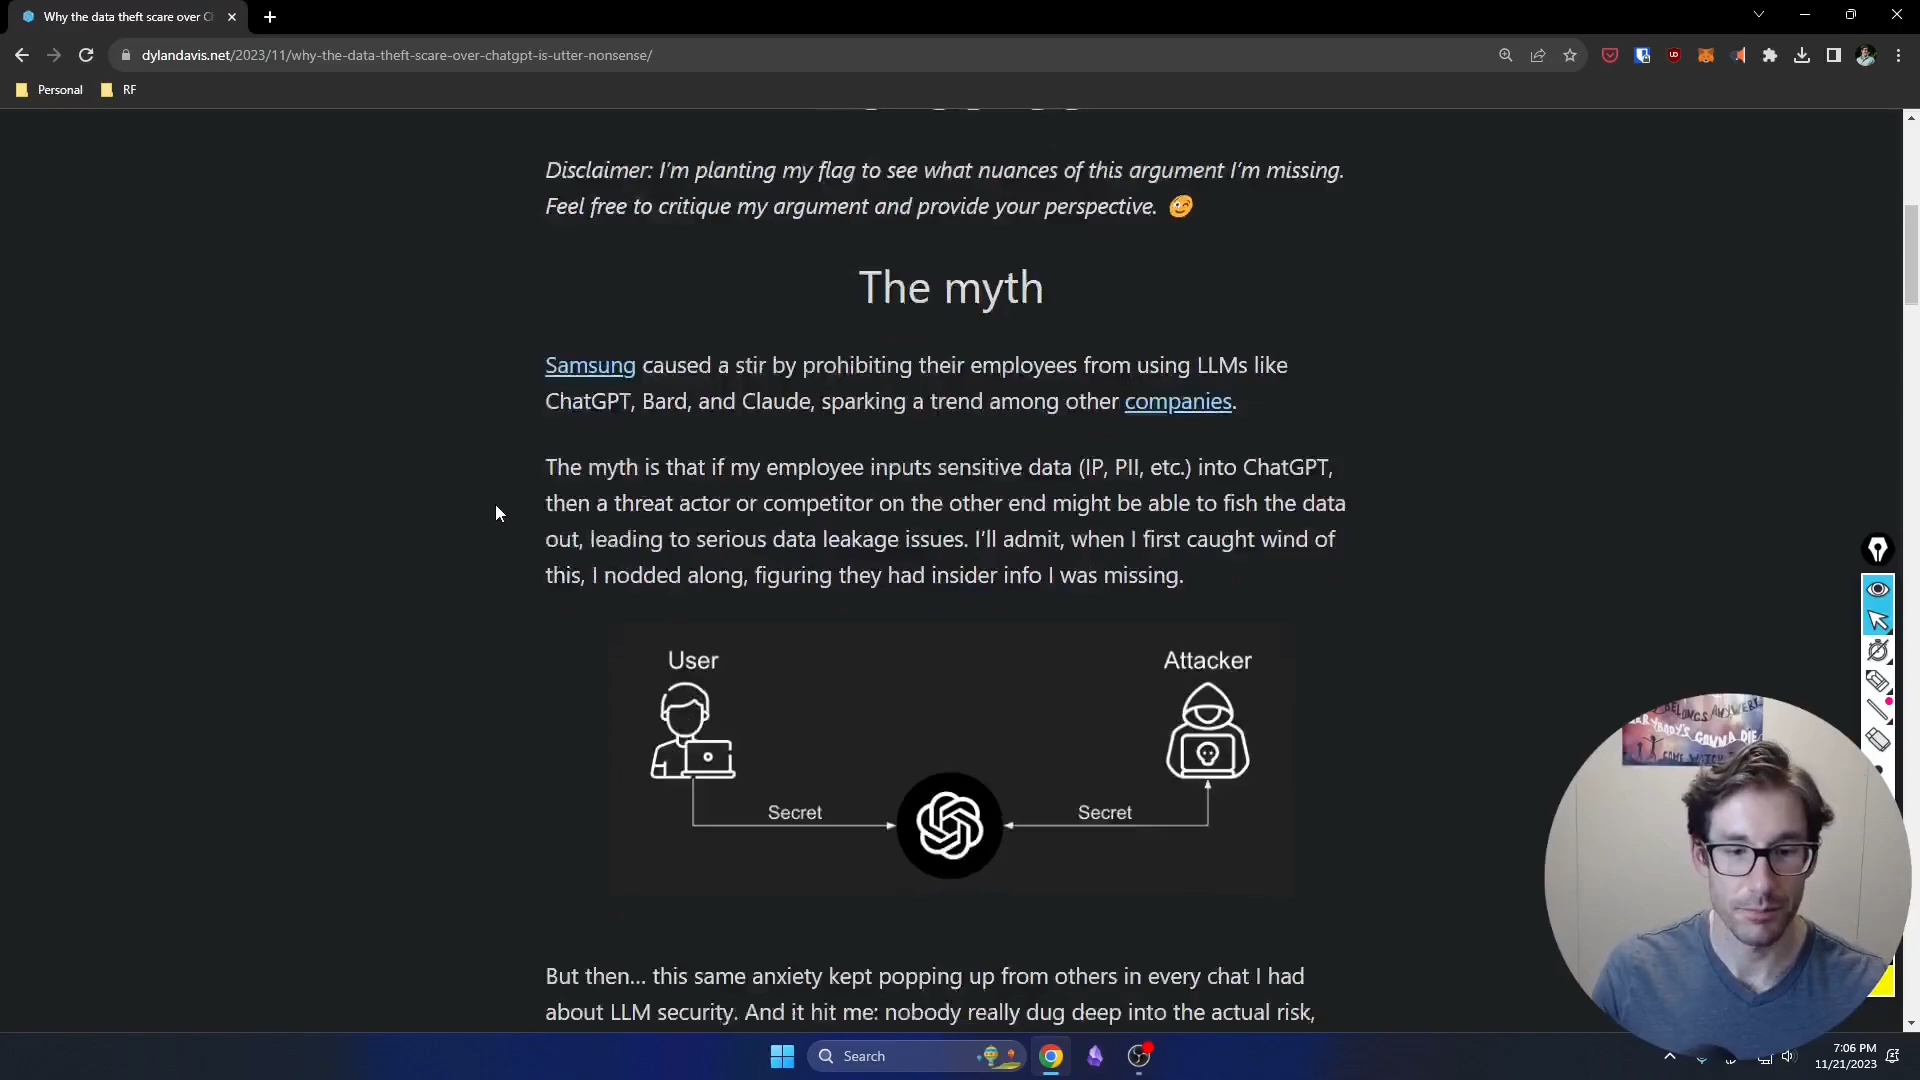 Why the data theft scare over C
dylandavis.net/2023/11/why-the-data-theft-scare-over-chatgpt-is-utter-nonsense/
Personal
RF
Disclaimer: I'm planting my flag to see what nuances of this argument I'm missing.
Feel free to critique my argument and provide your perspective. 🤪
The myth
Samsung caused a stir by prohibiting their employees from using LLMs like
ChatGPT, Bard, and Claude, sparking a trend among other companies.
The myth is that if my employee inputs sensitive data (IP, PII, etc.) into ChatGPT,
then a threat actor or competitor on the other end might be able to fish the data
out, leading to serious data leakage issues. I'll admit, when I first caught wind of
this, I nodded along, figuring they had insider info I was missing.
User
Attacker
Secret
Secret
BELONGS ANYWERE
GONNA DIE
COME WATCH
But then... this same anxiety kept popping up from others in every chat I had
about LLM security. And it hit me: nobody really dug deep into the actual risk,
Search
7:06 PM
11/21/2023